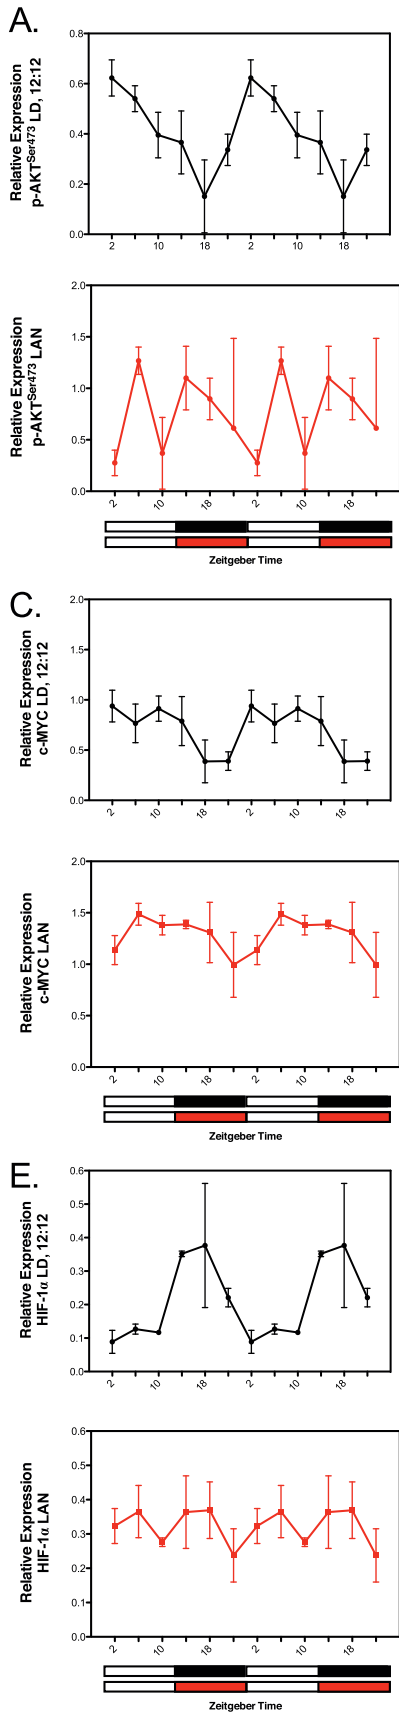 A.
Relative Expression
p-AKTSer473 LD, 12:12
0.8
0.6
0.4
0.2
0.0
2 10 18 2 10 18
Relative Expression
p-AKTSer473 LAN
2.0
1.5
1.0
0.5
0.0
2 10 18 2 10 18
Zeitgeber Time
C.
Relative Expression
c-MYC LD, 12:12
2.0
1.5
1.0
0.5
0.0
2 10 18 2 10 18
Relative Expression
c-MYC LAN
2.0
1.5
1.0
0.5
0.0
2 10 18 2 10 18
Zeitgeber Time
E.
Relative Expression
HIF-1α LD, 12:12
0.6
0.5
0.4
0.3
0.2
0.1
0.0
2 10 18 2 10 18
Relative Expression
HIF-1α LAN
0.6
0.5
0.4
0.3
0.2
0.1
0.0
2 10 18 2 10 18
Zeitgeber Time